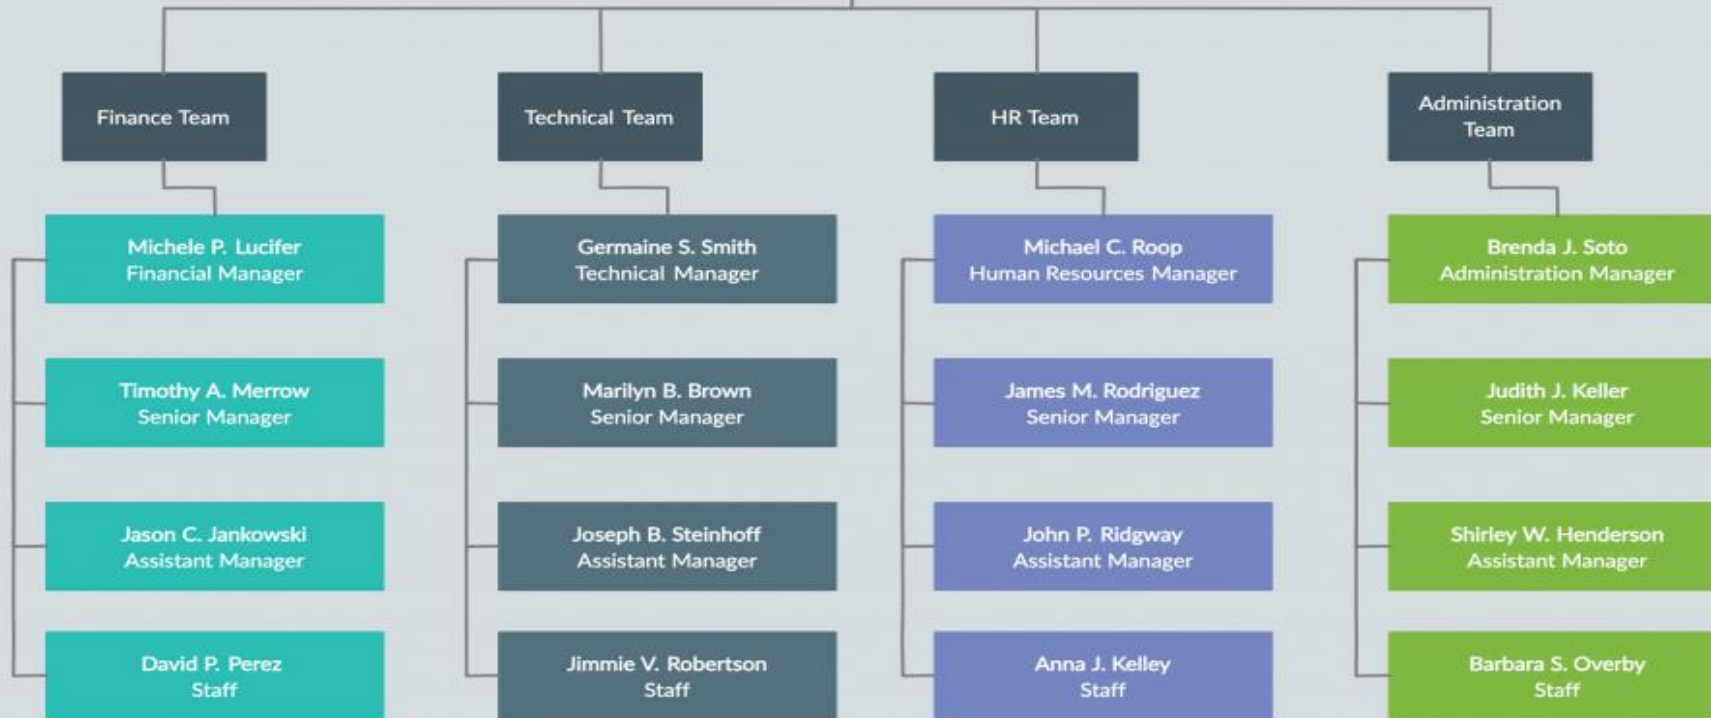 Finance Team
Technical Team
HR Team
Administration
Team
Michele P. Lucifer
Financial Manager
Germaine S. Smith
Technical Manager
Michael C. Roop
Human Resources Manager
Brenda J. Soto
Administration Manager
Timothy A. Merrow
Senior Manager
Marilyn B. Brown
Senior Manager
James M. Rodriguez
Senior Manager
Judith J. Keller
Senior Manager
Jason C. Jankowski
Assistant Manager
Joseph B. Steinhoff
Assistant Manager
John P. Ridgway
Assistant Manager
Shirley W. Henderson
Assistant Manager
David P. Perez
Staff
Jimmie V. Robertson
Staff
Anna J. Kelley
Staff
Barbara S. Overby
Staff